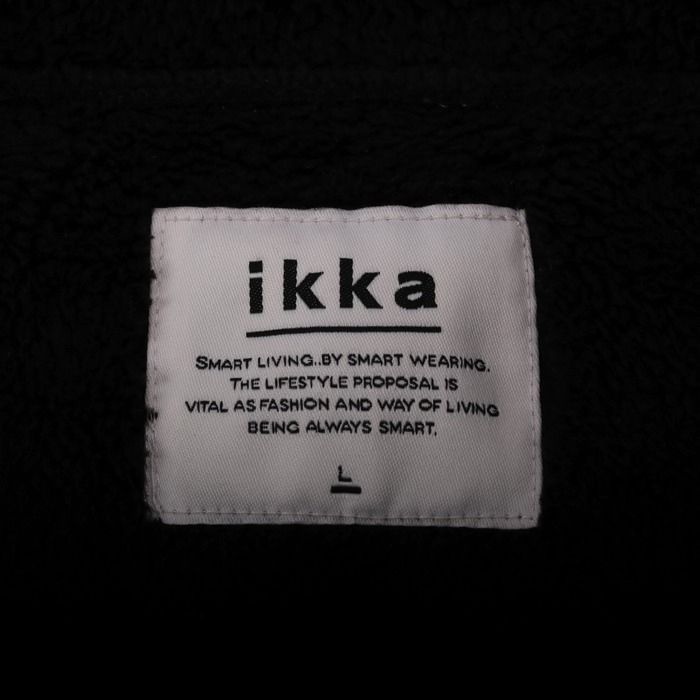 ikka
SMART LIVING..BY SMART WEARING.
THE LIFESTYLE PROPOSAL IS
VITAL AS FASHION AND WAY OF LIVING
BEING ALWAYS SMART.
L